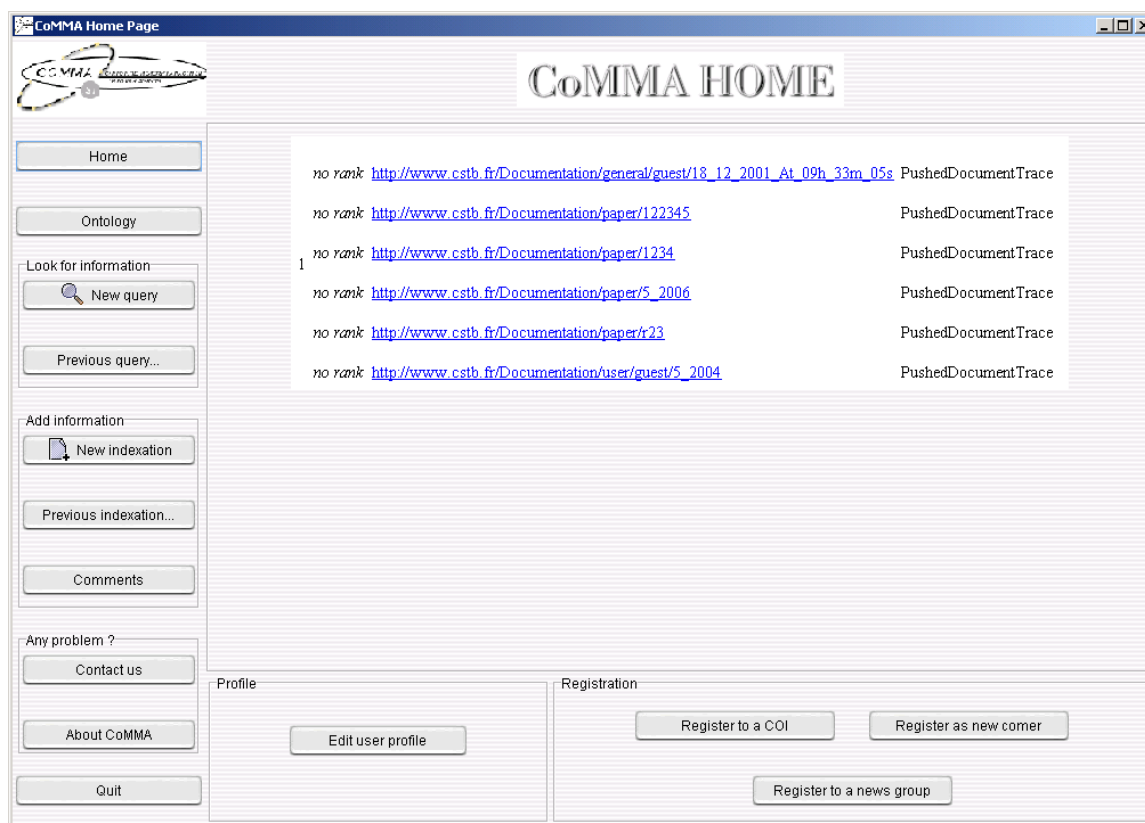 CoMMA Home Page
COMMA
CoMMA HOME
Home
Ontology
Look for information
New query
Previous query...
Add information
New indexation
Previous indexation...
Comments
Any problem ?
Contact us
About CoMMA
Quit
1
no rank http://www.cstb.fr/Documentation/general/guest/18_12_2001_At_09h_33m_05s PushedDocumentTrace
no rank http://www.cstb.fr/Documentation/paper/122345 PushedDocumentTrace
no rank http://www.cstb.fr/Documentation/paper/1234 PushedDocumentTrace
no rank http://www.cstb.fr/Documentation/paper/5_2006 PushedDocumentTrace
no rank http://www.cstb.fr/Documentation/paper/r23 PushedDocumentTrace
no rank http://www.cstb.fr/Documentation/user/guest/5_2004 PushedDocumentTrace
Profile
Edit user profile
Registration
Register to a COI
Register as new comer
Register to a news group